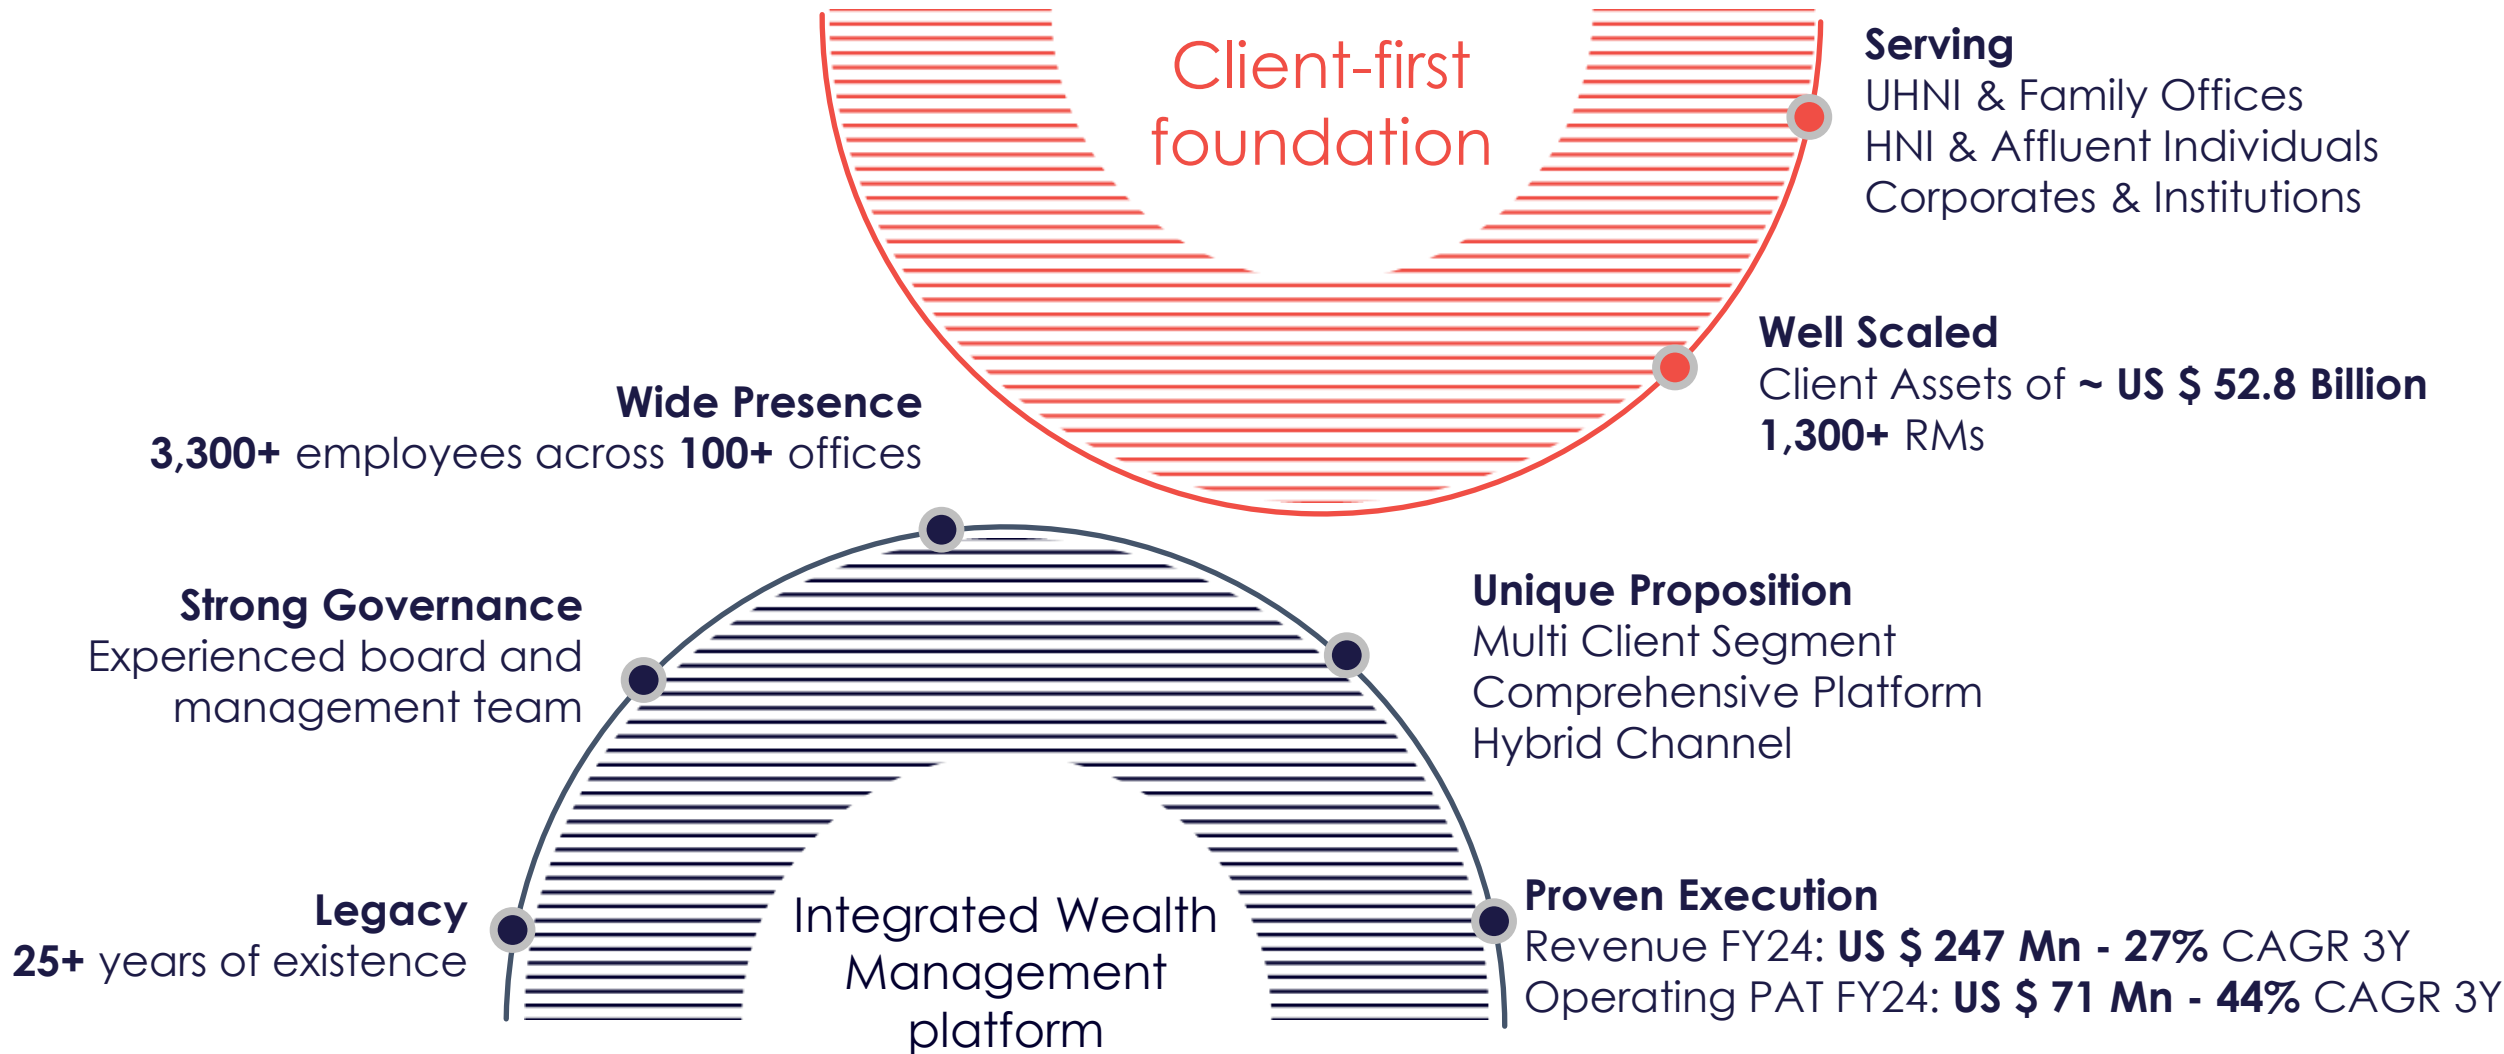 Client-first
foundation
Serving
UHNI & Family Offices
HNI & Affluent Individuals
Corporates & Institutions
Well Scaled
Client Assets of ~ US $ 52.8 Billion
1,300+ RMs
Wide Presence
3,300+ employees across 100+ offices
Strong Governance
Experienced board and
management team
Unique Proposition
Multi Client Segment
Comprehensive Platform
Hybrid Channel
Legacy
25+ years of existence
Integrated Wealth
Management
platform
Proven Execution
Revenue FY24: US $ 247 Mn - 27% CAGR 3Y
Operating PAT FY24: US $ 71 Mn - 44% CAGR 3Y